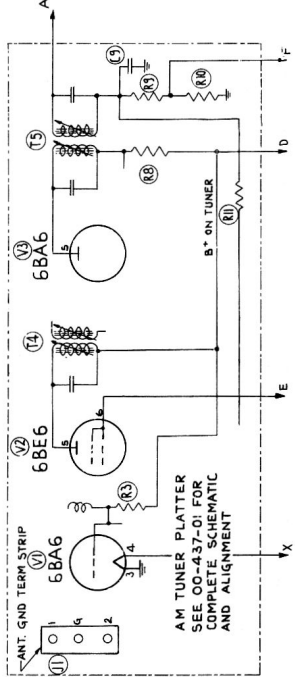 A
C9
R9
R10
F
T5
R8
D
B+ ON TUNER
R11
V3
6BA6
5
T4
V2
6BE6
5
6
E
ANT. GND TERM STRIP
V1
6BA6
R3
3
4
X
J1
1
G
2
AM TUNER PLATTER
SEE 00-437-01 FOR
COMPLETE SCHEMATIC
AND ALIGNMENT